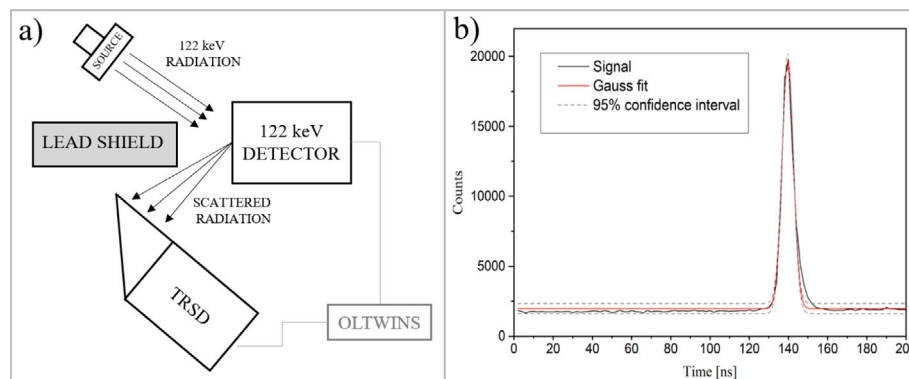 a)
SOURCE
122 keV
RADIATION
LEAD SHIELD
122 keV
DETECTOR
SCATTERED
RADIATION
TRSD
OLTWINS
b)
Signal
Gauss fit
95% confidence interval
Counts
20000
15000
10000
5000
0
0 20 40 60 80 100 120 140 160 180 200
Time [ns]